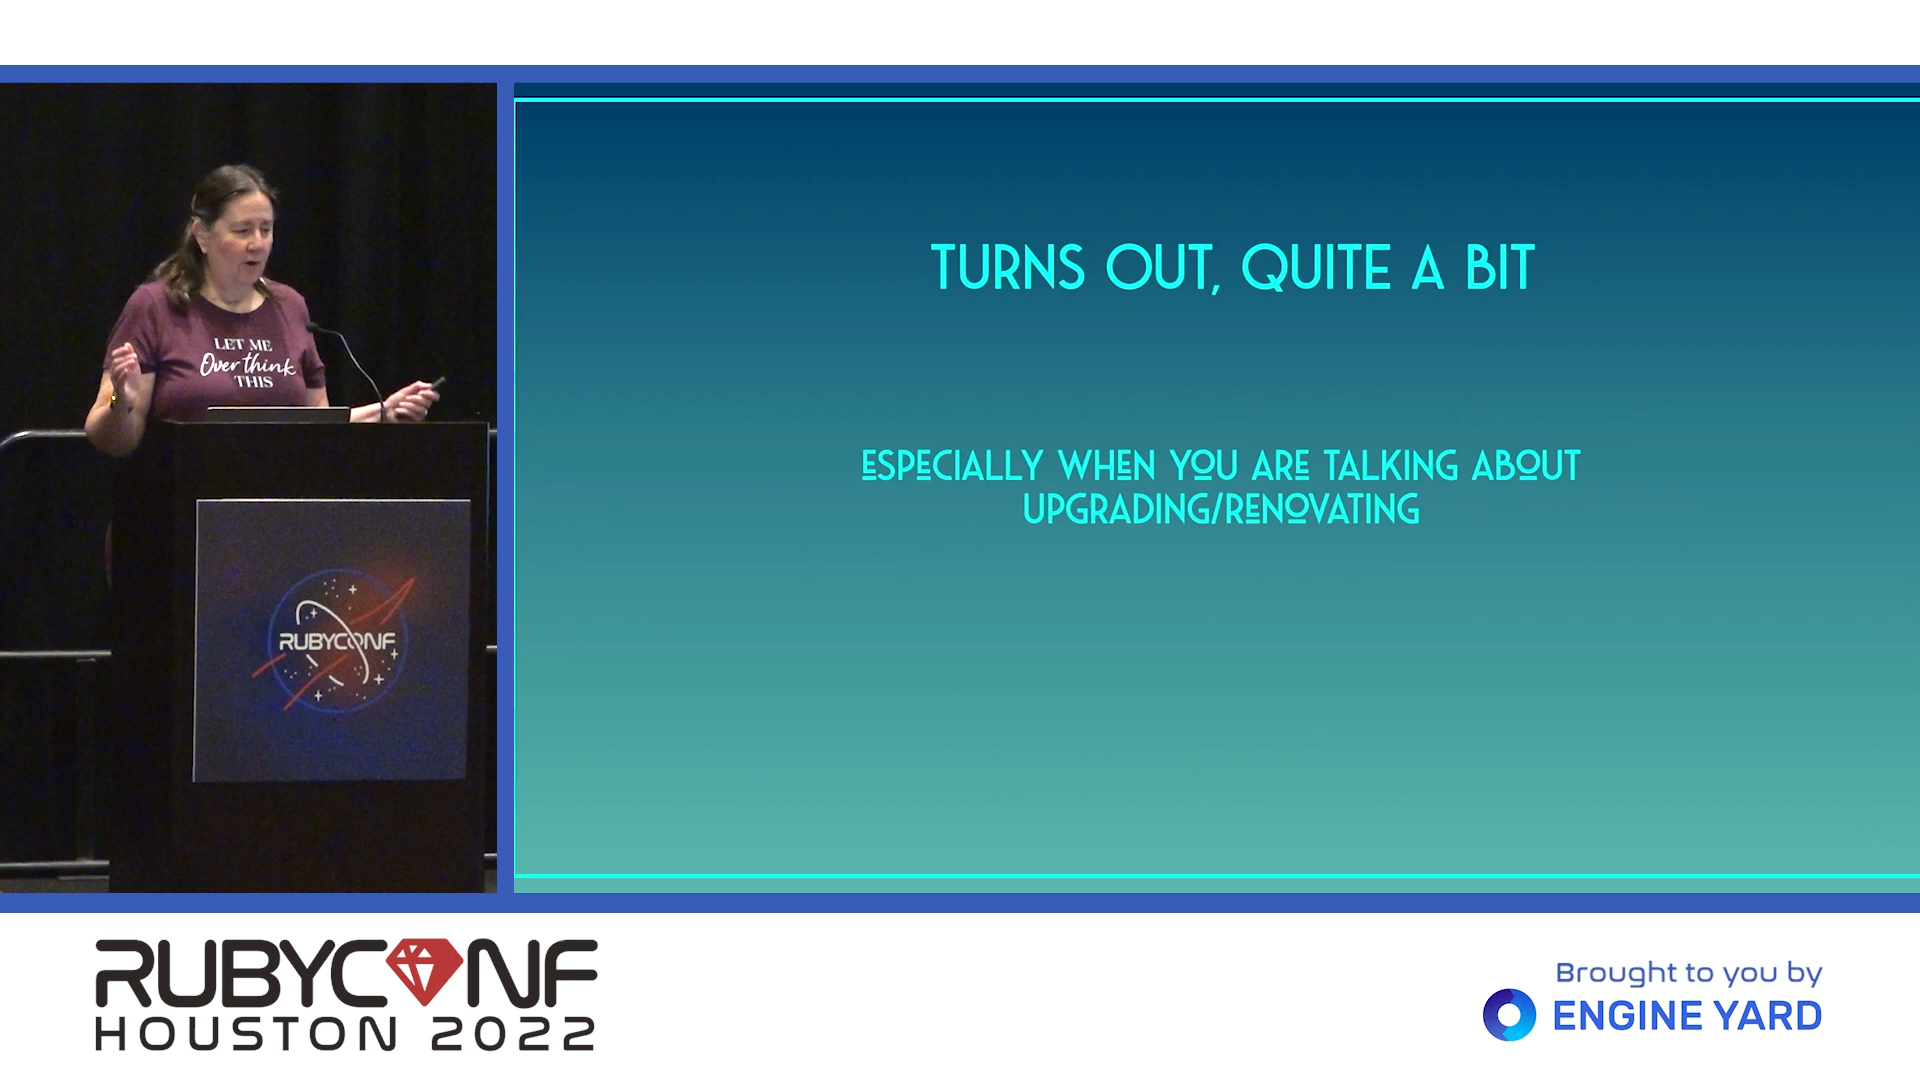 TURNS OUT, QUITE A BIT
ESPECIALLY WHEN YOU ARE TALKING ABOUT
UPGRADING/RENOVATING
LET ME
Overthink
THIS
RUBYCONF
RUBYCONF
HOUSTON 2022
Brought to you by
ENGINE YARD